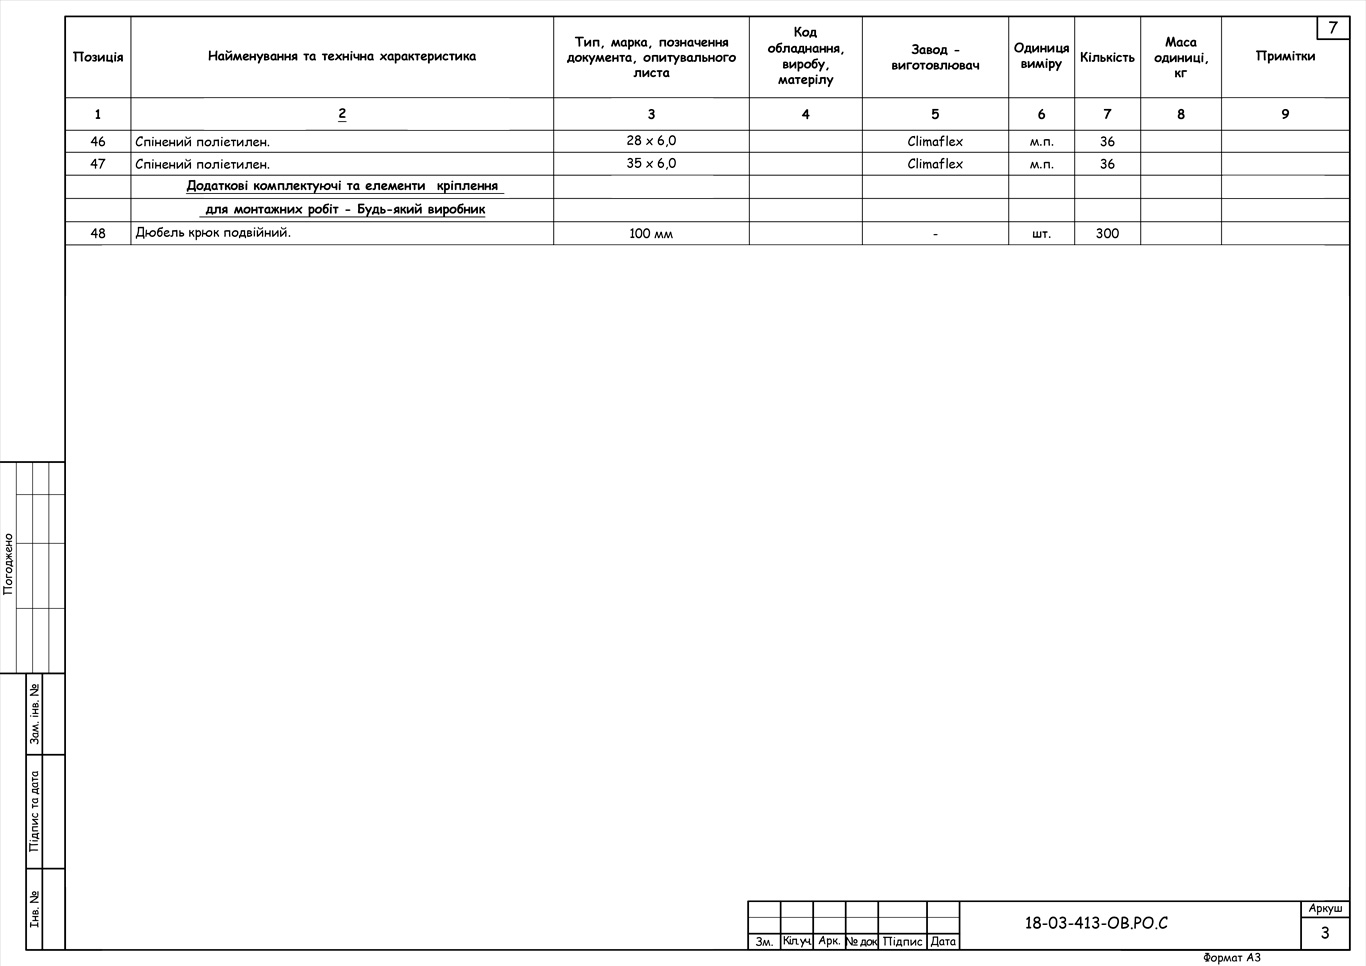 7
Позиція
Найменування та технічна характеристика
Тип, марка, позначення
документа, опитувального
листа
Код
обладнання,
виробу,
матерілу
Завод -
виготовлювач
Одиниця
виміру
Кількість
Маса
одиниці,
кг
Примітки
1 2 3 4 5 6 7 8 9
46 Спінений поліетилен. 28 x 6,0 Climaflex м.п. 36
47 Спінений поліетилен. 35 x 6,0 Climaflex м.п. 36
Додаткові комплектуючі та елементи кріплення
для монтажних робіт - Будь-який виробник
48 Дюбель крюк подвійний. 100 мм - шт. 300
Погоджено
Зам. інв. №
Підпис та дата
Інв. №
Зм. Кіл.уч. Арк. № док Підпис Дата
18-03-413-ОВ.РО.С
Аркуш
3
Формат А3